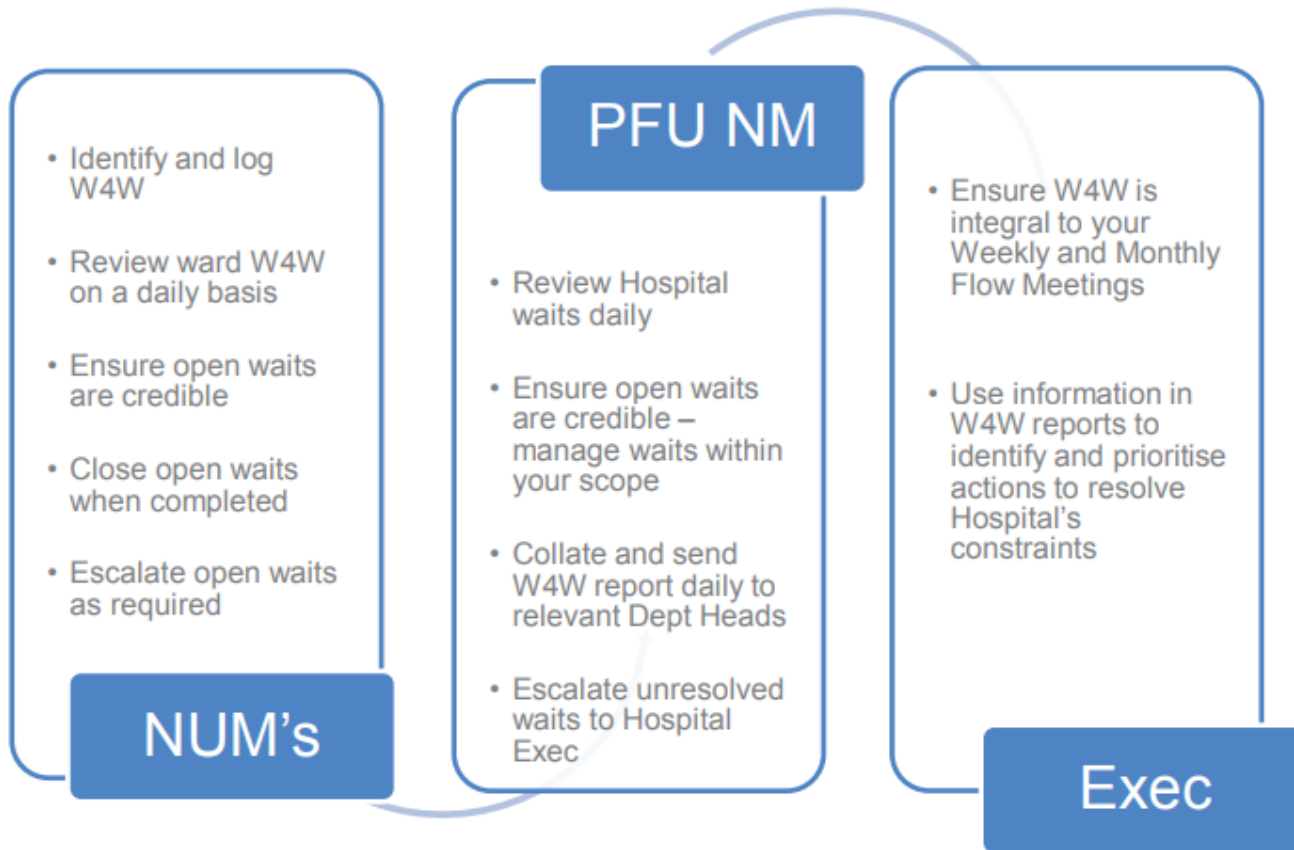 • Identify and log
W4W
• Review ward W4W
on a daily basis
• Ensure open waits
are credible
• Close open waits
when completed
• Escalate open waits
as required
NUM's
PFU NM
• Review Hospital
waits daily
• Ensure open waits
are credible –
manage waits within
your scope
• Collate and send
W4W report daily to
relevant Dept Heads
• Escalate unresolved
waits to Hospital
Exec
• Ensure W4W is
integral to your
Weekly and Monthly
Flow Meetings
• Use information in
W4W reports to
identify and prioritise
actions to resolve
Hospital's
constraints
Exec